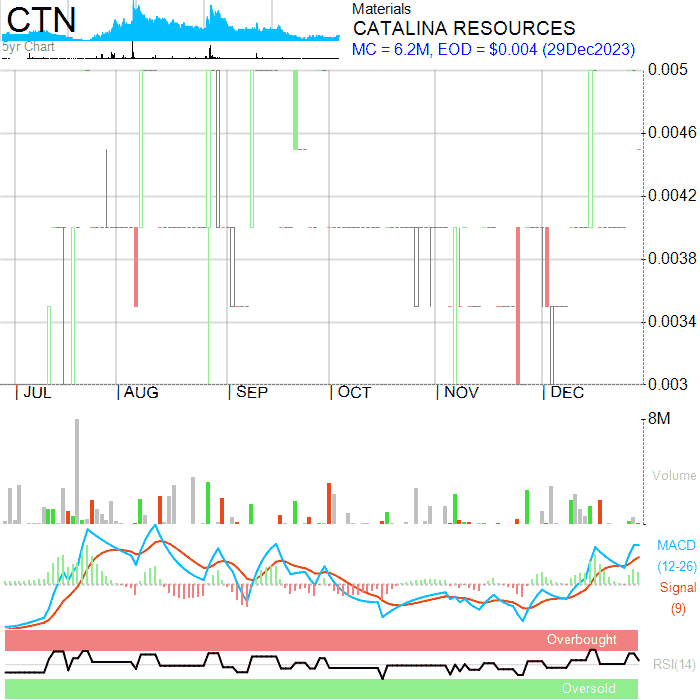 CTN
5yr Chart
Materials
CATALINA RESOURCES
MC = 6.2M, EOD = $0.004 (29Dec2023)
0.005
0.0046
0.0042
0.0038
0.0034
0.003
JUL AUG SEP OCT NOV DEC
8M
Volume
MACD
(12-26)
Signal
(9)
Overbought
RSI(14)
Oversold